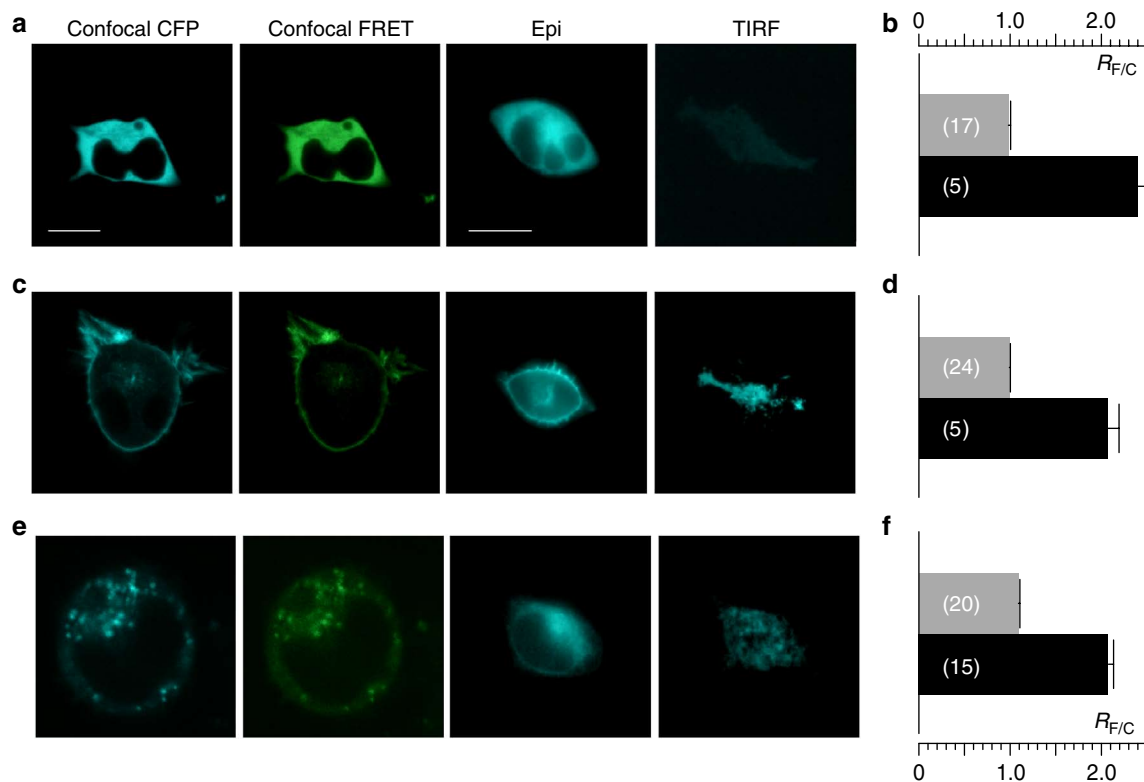 a Confocal CFP Confocal FRET Epi TIRF b 0 1.0 2.0
R F/C
(17)
(5)
c d
(24)
(5)
e f
(20)
(15)
R F/C
0 1.0 2.0